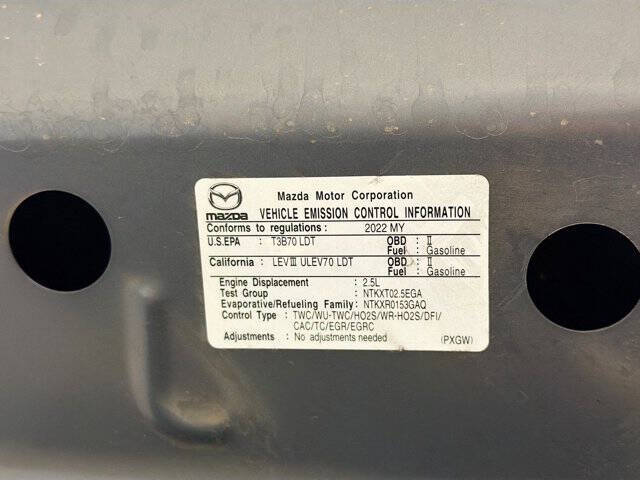 Mazda Motor Corporation
mazda VEHICLE EMISSION CONTROL INFORMATION
Conforms to regulations : 2022 MY
U.S.EPA : T3B70 LDT OBD : II
Fuel : Gasoline
California : LEVⅢ ULEV70 LDT OBD : II
Fuel : Gasoline
Engine Displacement : 2.5L
Test Group : NTKXT02.5EGA
Evaporative/Refueling Family: NTKXR0153GAQ
Control Type : TWC/WU-TWC/HO2S/WR-HO2S/DFI/
CAC/TC/EGR/EGRC
Adjustments : No adjustments needed (PXGW)